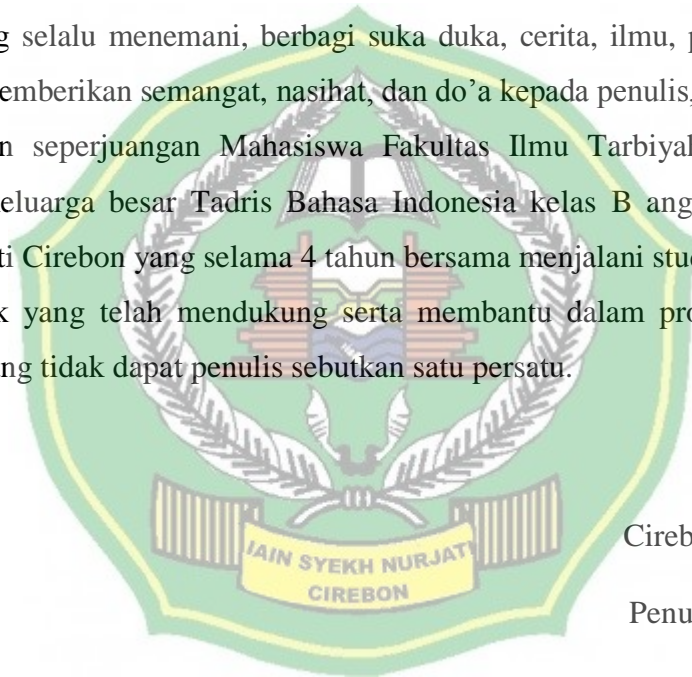 selalu menemani, berbagi suka duka, cerita, ilmu,
emberikan semangat, nasihat, dan do’a kepada penulis,
n seperjuangan Mahasiswa Fakultas Ilmu Tarbiyah
eluarga besar Tadris Bahasa Indonesia kelas B ang
ti Cirebon yang selama 4 tahun bersama menjalani stu
k yang telah mendukung serta membantu dalam pro
ng tidak dapat penulis sebutkan satu persatu.
Cireb
Penu
IAIN SYEKH NURJATI
CIREBON